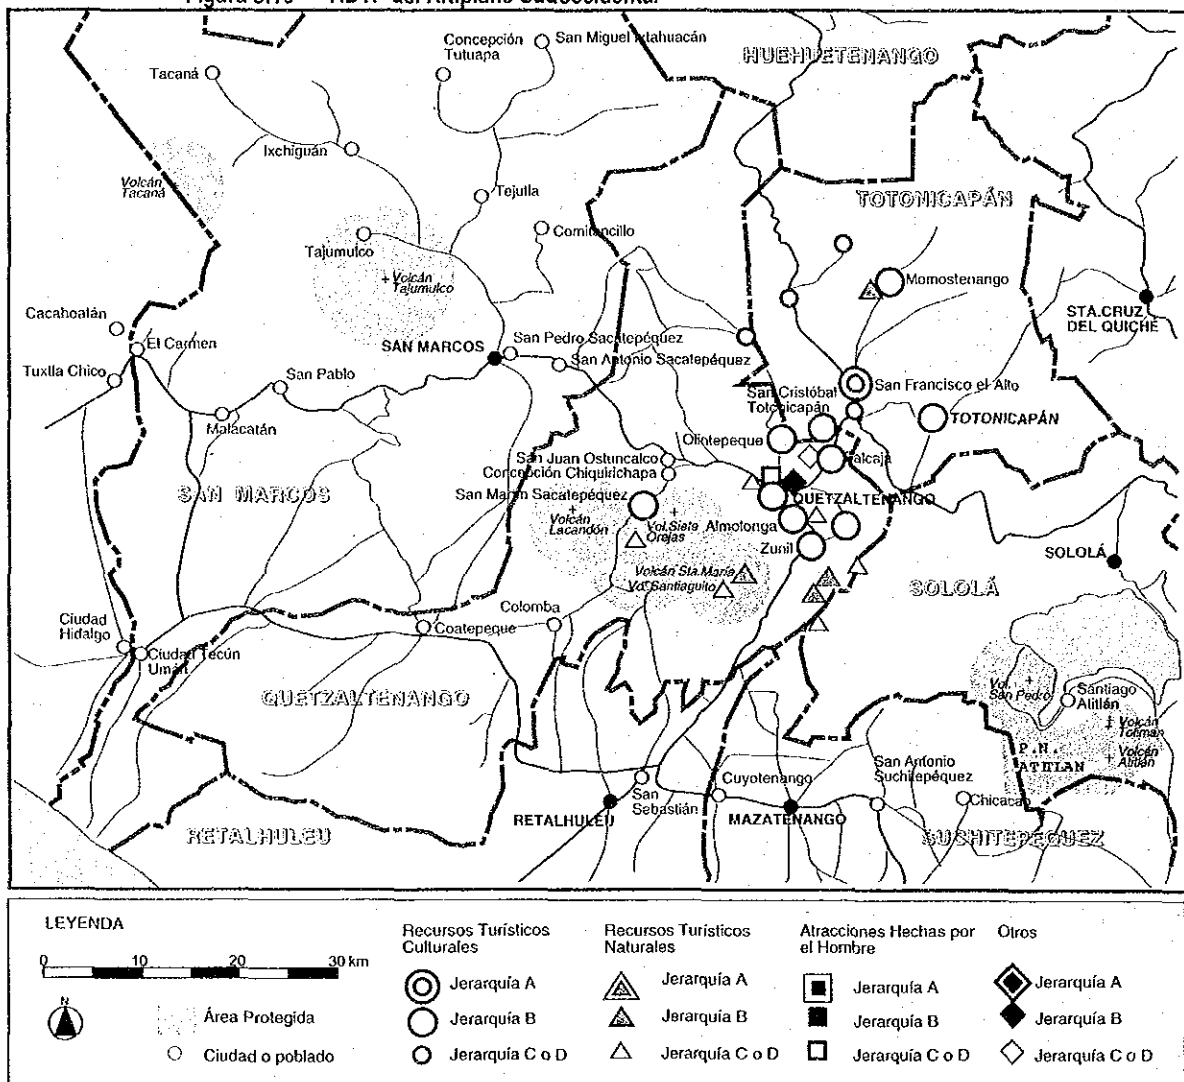 del Altiplano Sudoccidental
HUEHUETENANGO
Concepción
Tutuapa
San Miguel Ixtahuacán
Tacaná
Ixchiguán
Volcán
Tacaná
Tejutla
TOTONICAPÁN
Comitancillo
Tajumulco
Volcán
Tajumulco
Momostenango
Cacahoatán
STA.CRUZ
DEL QUICHÉ
El Carmen
SAN MARCOS
San Pedro Sacatepéquez
San Antonio Sacatepéquez
Tuxtla Chico
San Pablo
San Francisco el Alto
San Cristóbal
Totonicapán
Malacatán
TOTONICAPÁN
Olintepeque
San Juan Ostuncalco
Salcajá
Concepción Chiquirichapa
SAN MARCOS
San Martín Sacatepéquez
QUETZALTENANGO
Volcán
Lacandón
Vol.Siete
Orejas
Almolonga
Zunil
SOLOLÁ
Volcán Sta.María
Vol.Santiaguito
SOLOLÁ
Colomba
Ciudad
Hidalgo
Coatepeque
Ciudad Tecún
Umán
QUETZALTENANGO
Vol.
San Pedro
Santiago
Atitlán
Volcán
Tolimán
P.N.
ATITLAN
Volcán
Atitlán
San Antonio
Suchitepéquez
Cuyotenango
San
Sebastián
Chicacao
RETALHULEU
MAZATENANGO
RETALHULEU
SUSHITEPEQUEZ
LEYENDA
0 10 20 30 km
N
Área Protegida
Ciudad o poblado
Recursos Turísticos
Culturales
Jerarquía A
Jerarquía B
Jerarquía C o D
Recursos Turísticos
Naturales
Jerarquía A
Jerarquía B
Jerarquía C o D
Atracciones Hechas por
el Hombre
Jerarquía A
Jerarquía B
Jerarquía C o D
Otros
Jerarquía A
Jerarquía B
Jerarquía C o D